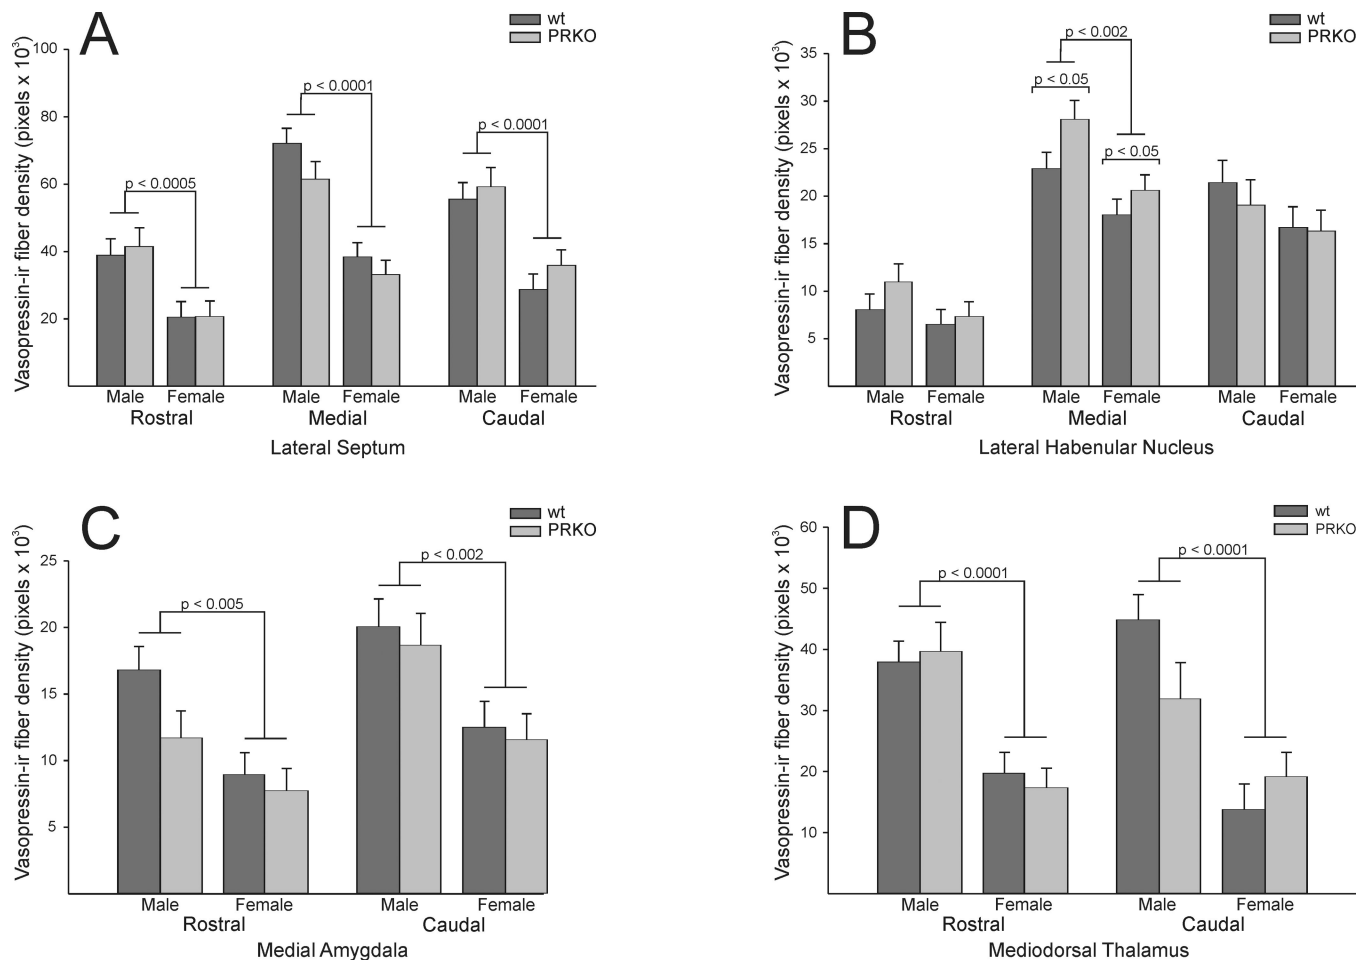 A
wt
PRKO
Vasopressin-ir fiber density (pixels x 10³)
100
80
60
40
20
p < 0.0005
p < 0.0001
p < 0.0001
Male Female Male Female Male Female
Rostral Medial Caudal
Lateral Septum
B
wt
PRKO
Vasopressin-ir fiber density (pixels x 10³)
35
30
25
20
15
10
5
p < 0.002
p < 0.05
p < 0.05
Male Female Male Female Male Female
Rostral Medial Caudal
Lateral Habenular Nucleus
C
wt
PRKO
Vasopressin-ir fiber density (pixels x 10³)
25
20
15
10
5
p < 0.005
p < 0.002
Male Female Male Female
Rostral Caudal
Medial Amygdala
D
wt
PRKO
Vasopressin-ir fiber density (pixels x 10³)
60
50
40
30
20
10
p < 0.0001
p < 0.0001
Male Female Male Female
Rostral Caudal
Mediodorsal Thalamus